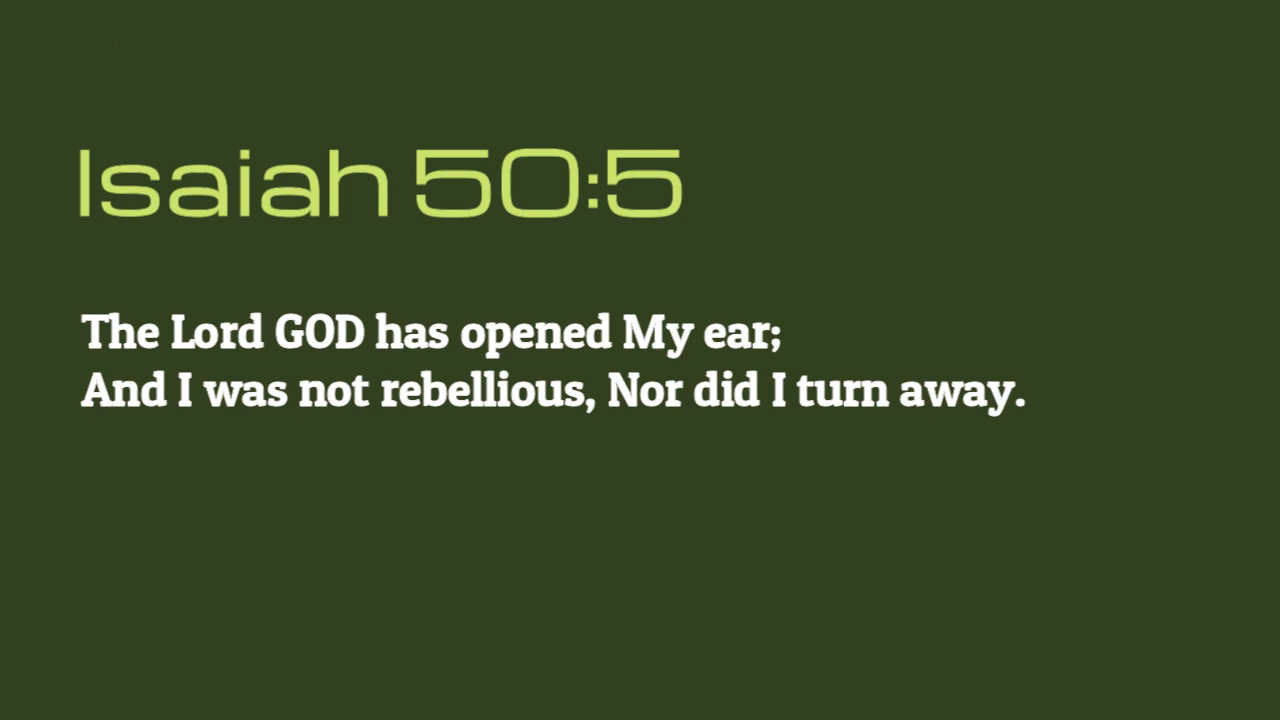 Isaiah 50:5
The Lord GOD has opened My ear;
And I was not rebellious, Nor did I turn away.